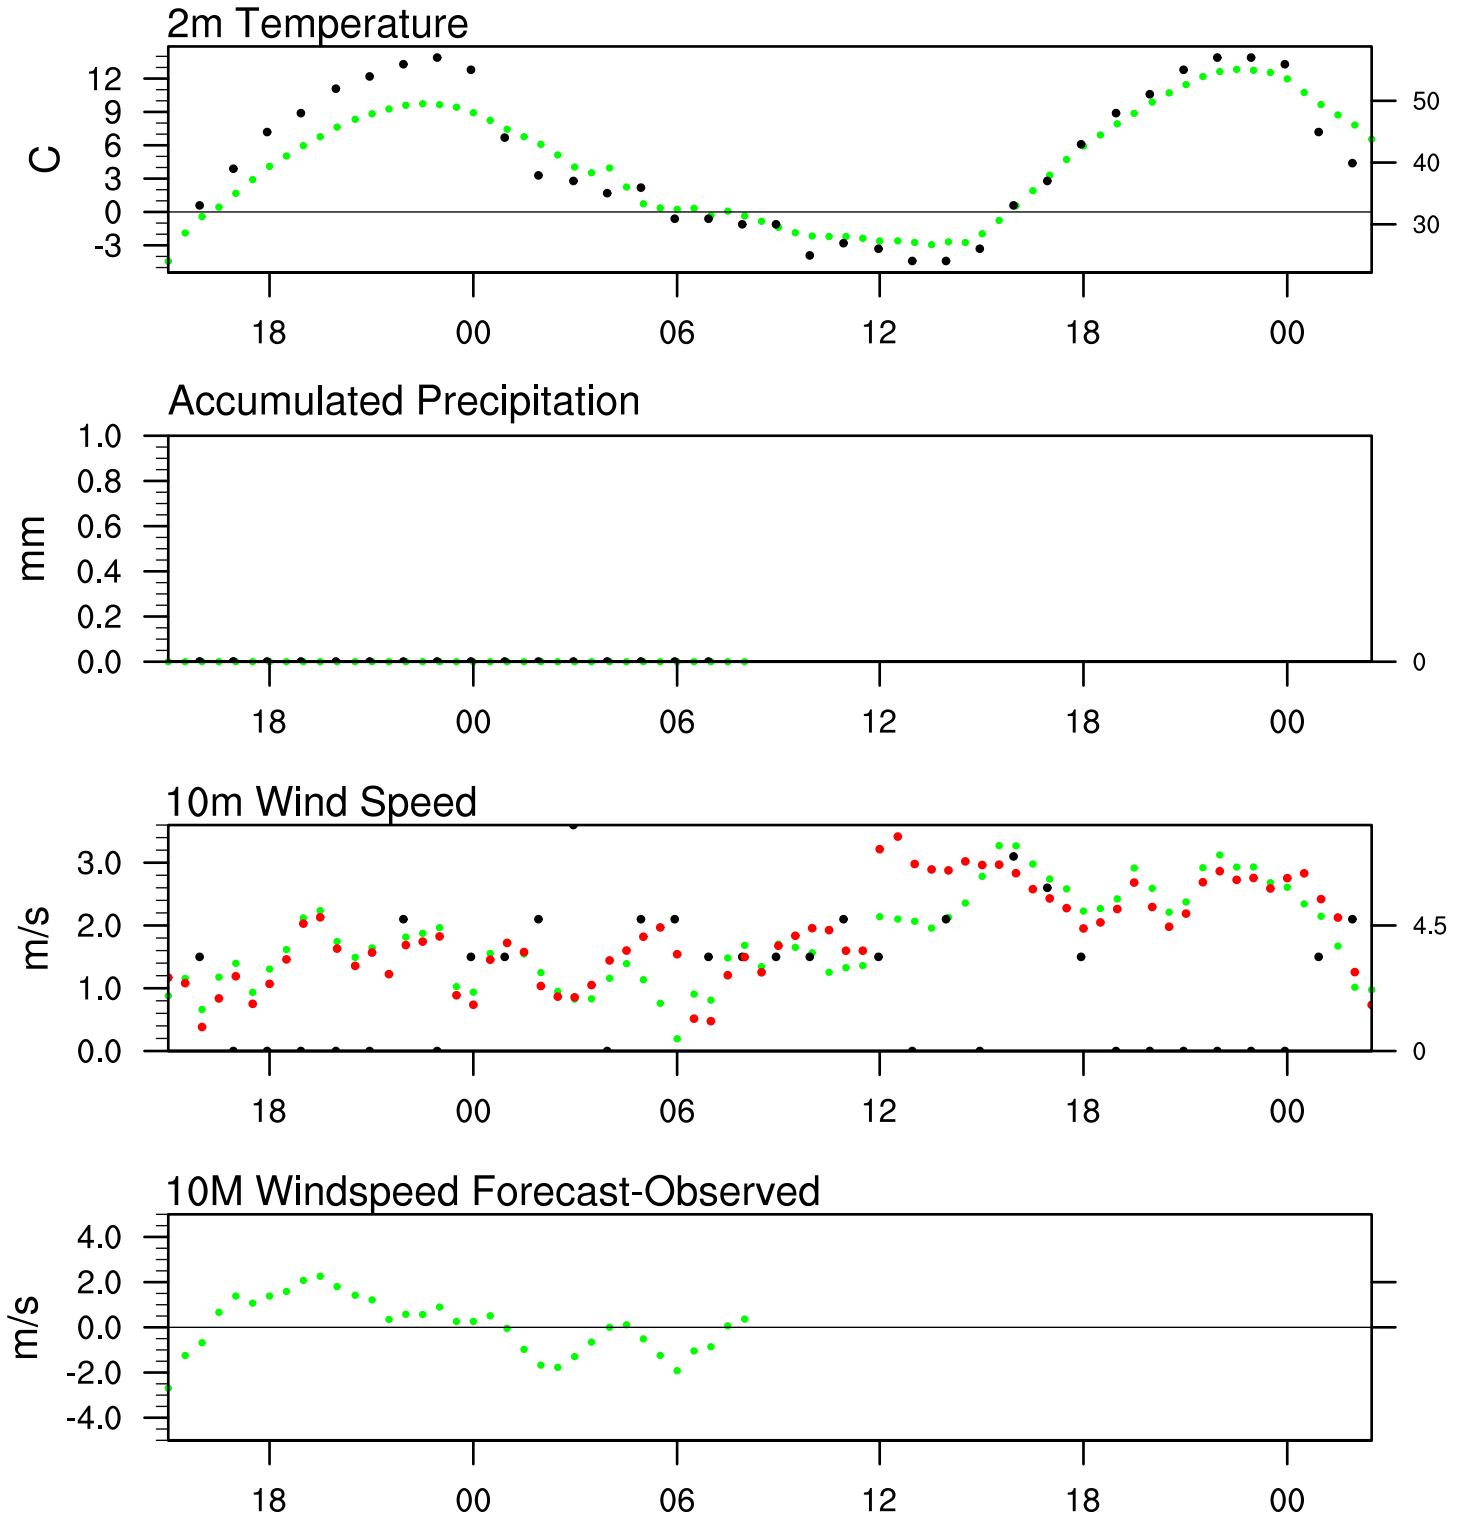 2m Temperature
12
9
6
3
0
-3
C
50
40
30
18 00 06 12 18 00
Accumulated Precipitation
1.0
0.8
0.6
0.4
0.2
0.0
mm
0
18 00 06 12 18 00
10m Wind Speed
3.0
2.0
1.0
0.0
m/s
4.5
0
18 00 06 12 18 00
10M Windspeed Forecast-Observed
4.0
2.0
0.0
-2.0
-4.0
m/s
18 00 06 12 18 00